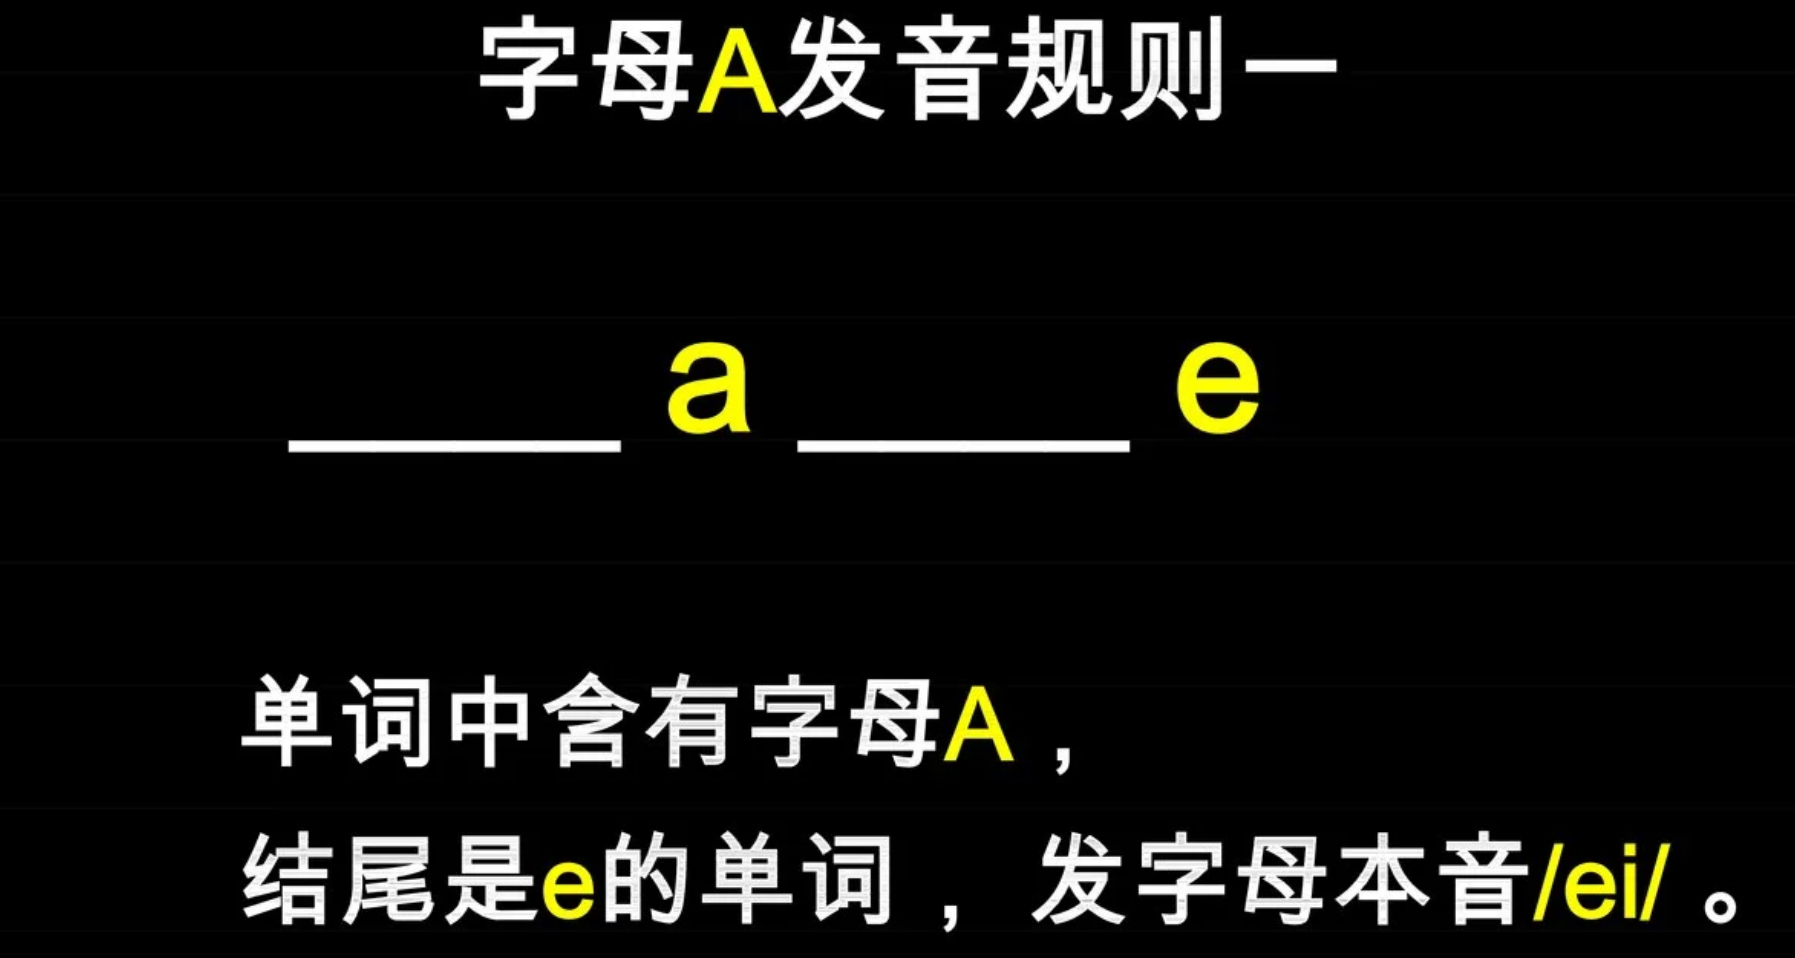 字母A发音规则一
____ a ____ e
单词中含有字母A，
结尾是e的单词，发字母本音/ei/。